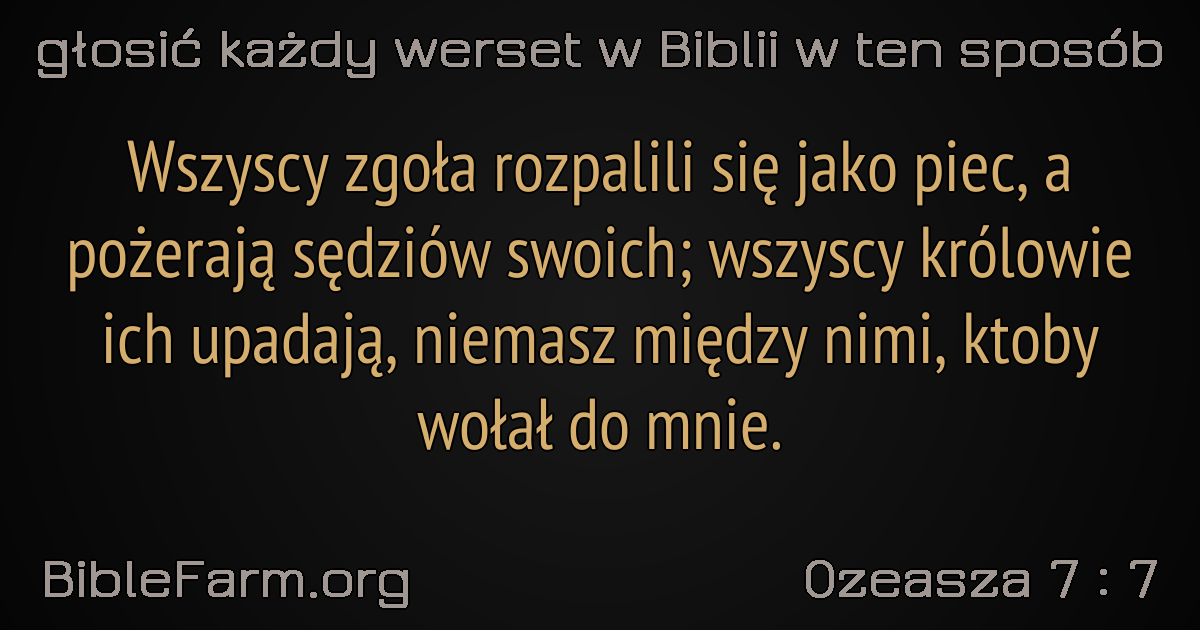 głosić każdy werset w Biblii w ten sposób
Wszyscy zgoła rozpalili się jako piec, a
pożerają sędziów swoich; wszyscy królowie
ich upadają, niemasz między nimi, ktoby
wołał do mnie.
BibleFarm.org
Ozeasza 7 : 7